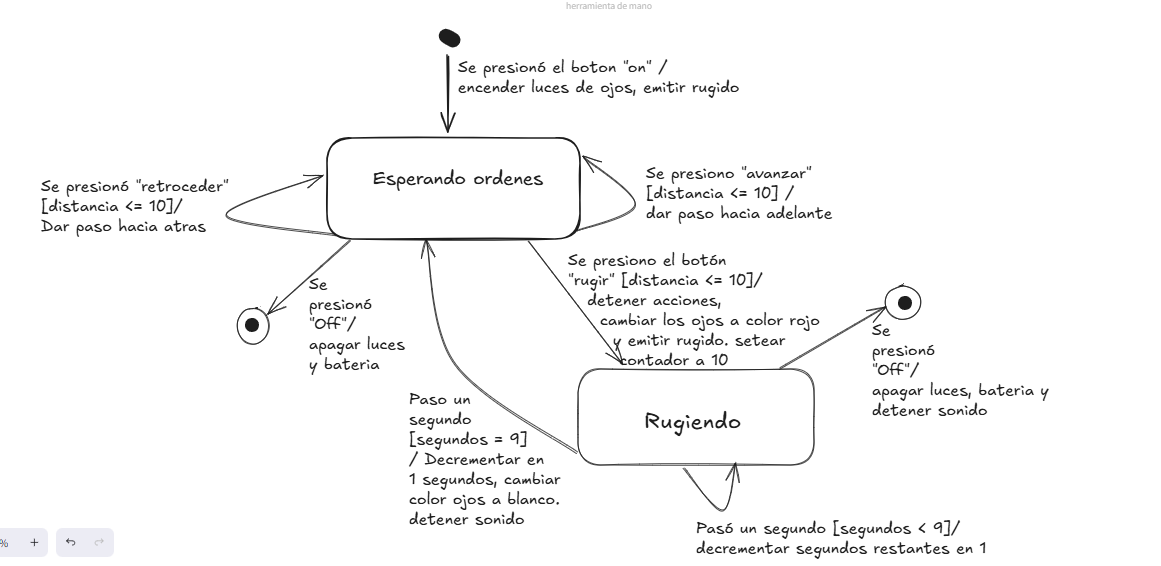 herramienta de mano
Se presionó el boton "on" /
encender luces de ojos, emitir rugido
Esperando ordenes
Se presionó "retroceder"
[distancia <= 10]/
Dar paso hacia atras
Se presiono "avanzar"
[distancia <= 10] /
dar paso hacia adelante
Se
presionó
"Off"/
apagar luces
y bateria
Se presiono el botón
"rugir" [distancia <= 10]/
detener acciones,
cambiar los ojos a color rojo
y emitir rugido. setear
contador a 10
Se
presionó
"Off"/
apagar luces, bateria y
detener sonido
Paso un
segundo
[segundos = 9]
/ Decrementar en
1 segundos, cambiar
color ojos a blanco.
detener sonido
Rugiendo
Pasó un segundo [segundos < 9]/
decrementar segundos restantes en 1
%